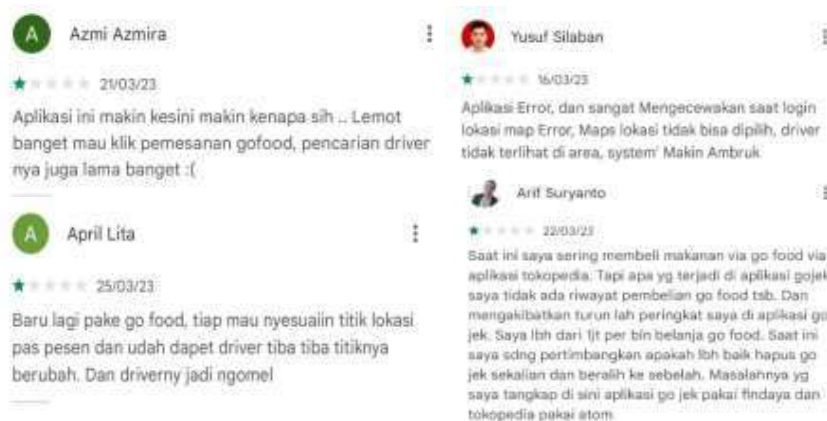 A
Azmi Azmira
21/03/23
Aplikasi ini makin kesini makin kenapa sih .. Lemot
banget mau klik pemesanan gofood, pencarian driver
nya juga lama banget :(
A
April Lita
25/03/23
Baru lagi pake go food, tiap mau nyesuaiin titik lokasi
pas pesen dan udah dapet driver tiba tiba titiknya
berubah. Dan driverny jadi ngomel
Yusuf Silaban
16/03/23
Aplikasi Error, dan sangat Mengecewakan saat login
lokasi map Error, Maps lokasi tidak bisa dipilih, driver
tidak terlihat di area, system' Makin Ambruk
Arif Suryanto
22/03/23
Saat ini saya sering membeli makanan via go food via
aplikasi tokopedia. Tapi apa yg terjadi di aplikasi gojek
saya tidak ada riwayat pembelian go food tsb. Dan
mengakibatkan turun lah peringkat saya di aplikasi go
jek. Saya lbh dari 1jt per bln belanja go food. Saat ini
saya sdng pertimbangkan apakah lbh baik hapus go
jek sekalian dan beralih ke sebelah. Masalahnya yg
saya tangkap di sini aplikasi go jek pakai findaya dan
tokopedia pakai atom